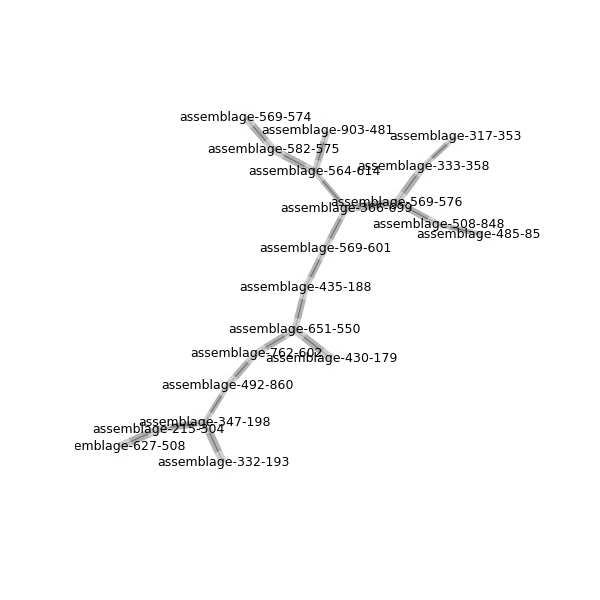 assemblage-569-574
assemblage-903-481
assemblage-317-353
assemblage-582-575
assemblage-333-358
assemblage-564-614
assemblage-569-576
assemblage-366-699
assemblage-508-848
assemblage-485-85
assemblage-569-601
assemblage-435-188
assemblage-651-550
assemblage-762-602
assemblage-430-179
assemblage-492-860
assemblage-347-198
assemblage-215-304
emblage-627-508
assemblage-332-193